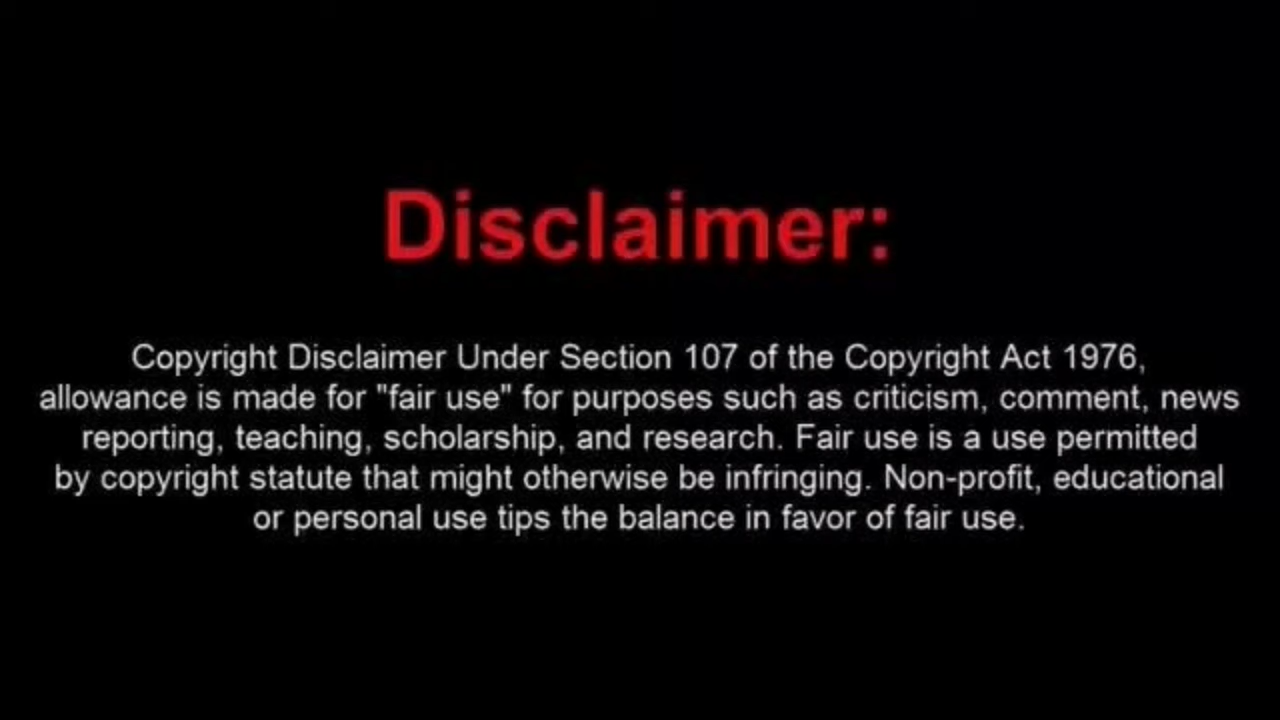 Disclaimer:
Copyright Disclaimer Under Section 107 of the Copyright Act 1976,
allowance is made for "fair use" for purposes such as criticism, comment, news
reporting, teaching, scholarship, and research. Fair use is a use permitted
by copyright statute that might otherwise be infringing. Non-profit, educational
or personal use tips the balance in favor of fair use.